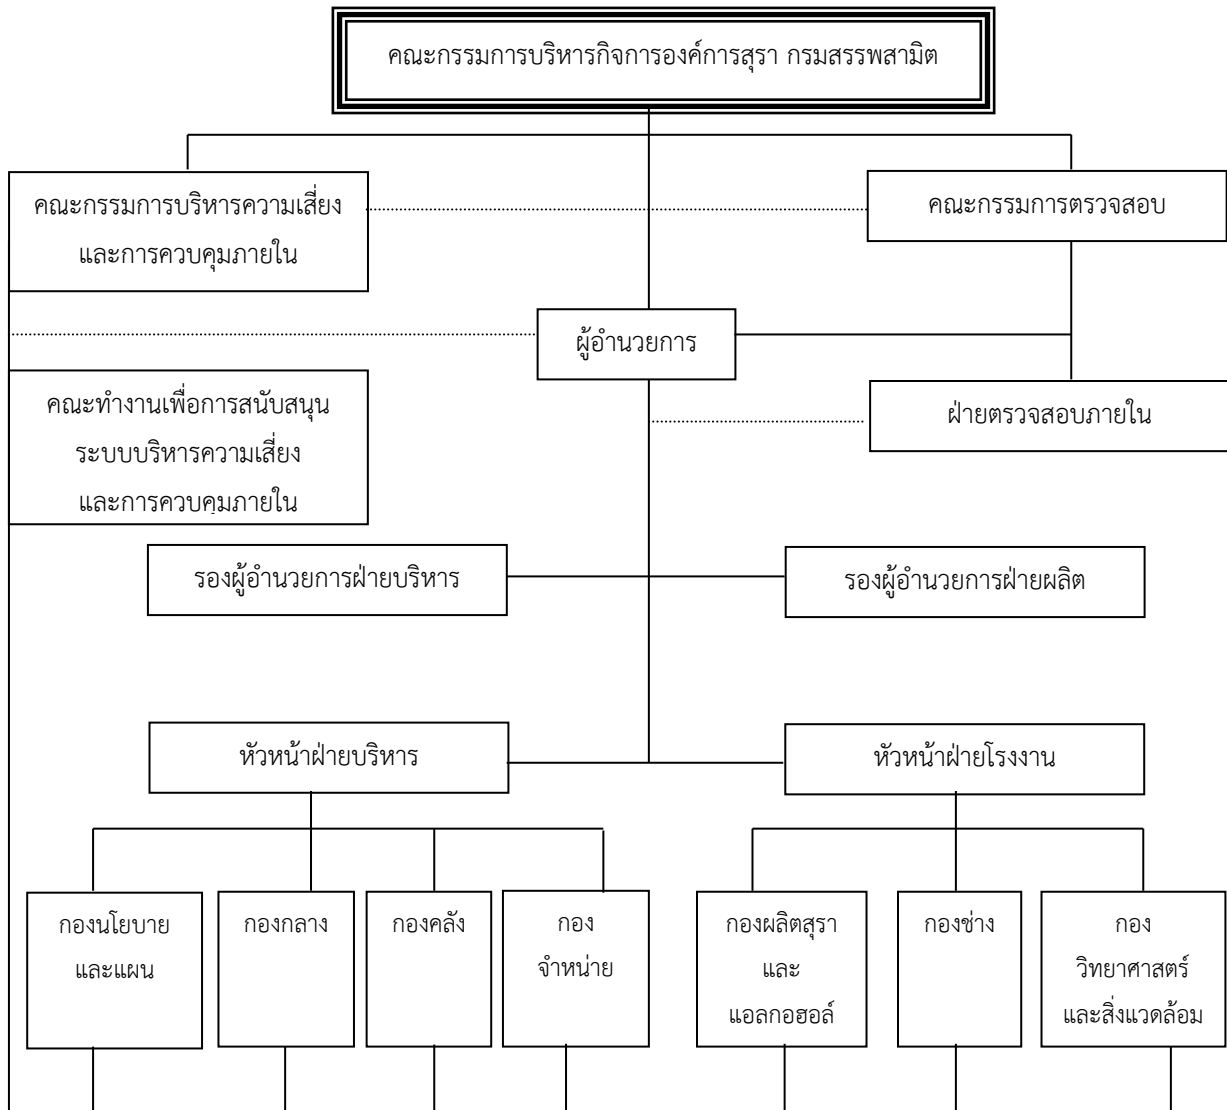 คณะกรรมการบริหารกิจการองค์การสุรา กรมสรรพสามิต
คณะกรรมการบริหารความเสี่ยง
และการควบคุมภายใน
คณะกรรมการตรวจสอบ
ผู้อำนวยการ
คณะทำงานเพื่อการสนับสนุน
ระบบบริหารความเสี่ยง
และการควบคุมภายใน
ฝ่ายตรวจสอบภายใน
รองผู้อำนวยการฝ่ายบริหาร
รองผู้อำนวยการฝ่ายผลิต
หัวหน้าฝ่ายบริหาร
หัวหน้าฝ่ายโรงงาน
กองนโยบาย
และแผน
กองกลาง
กองคลัง
กอง
จำหน่าย
กองผลิตสุรา
และ
แอลกอฮอล์
กองช่าง
กอง
วิทยาศาสตร์
และสิ่งแวดล้อม